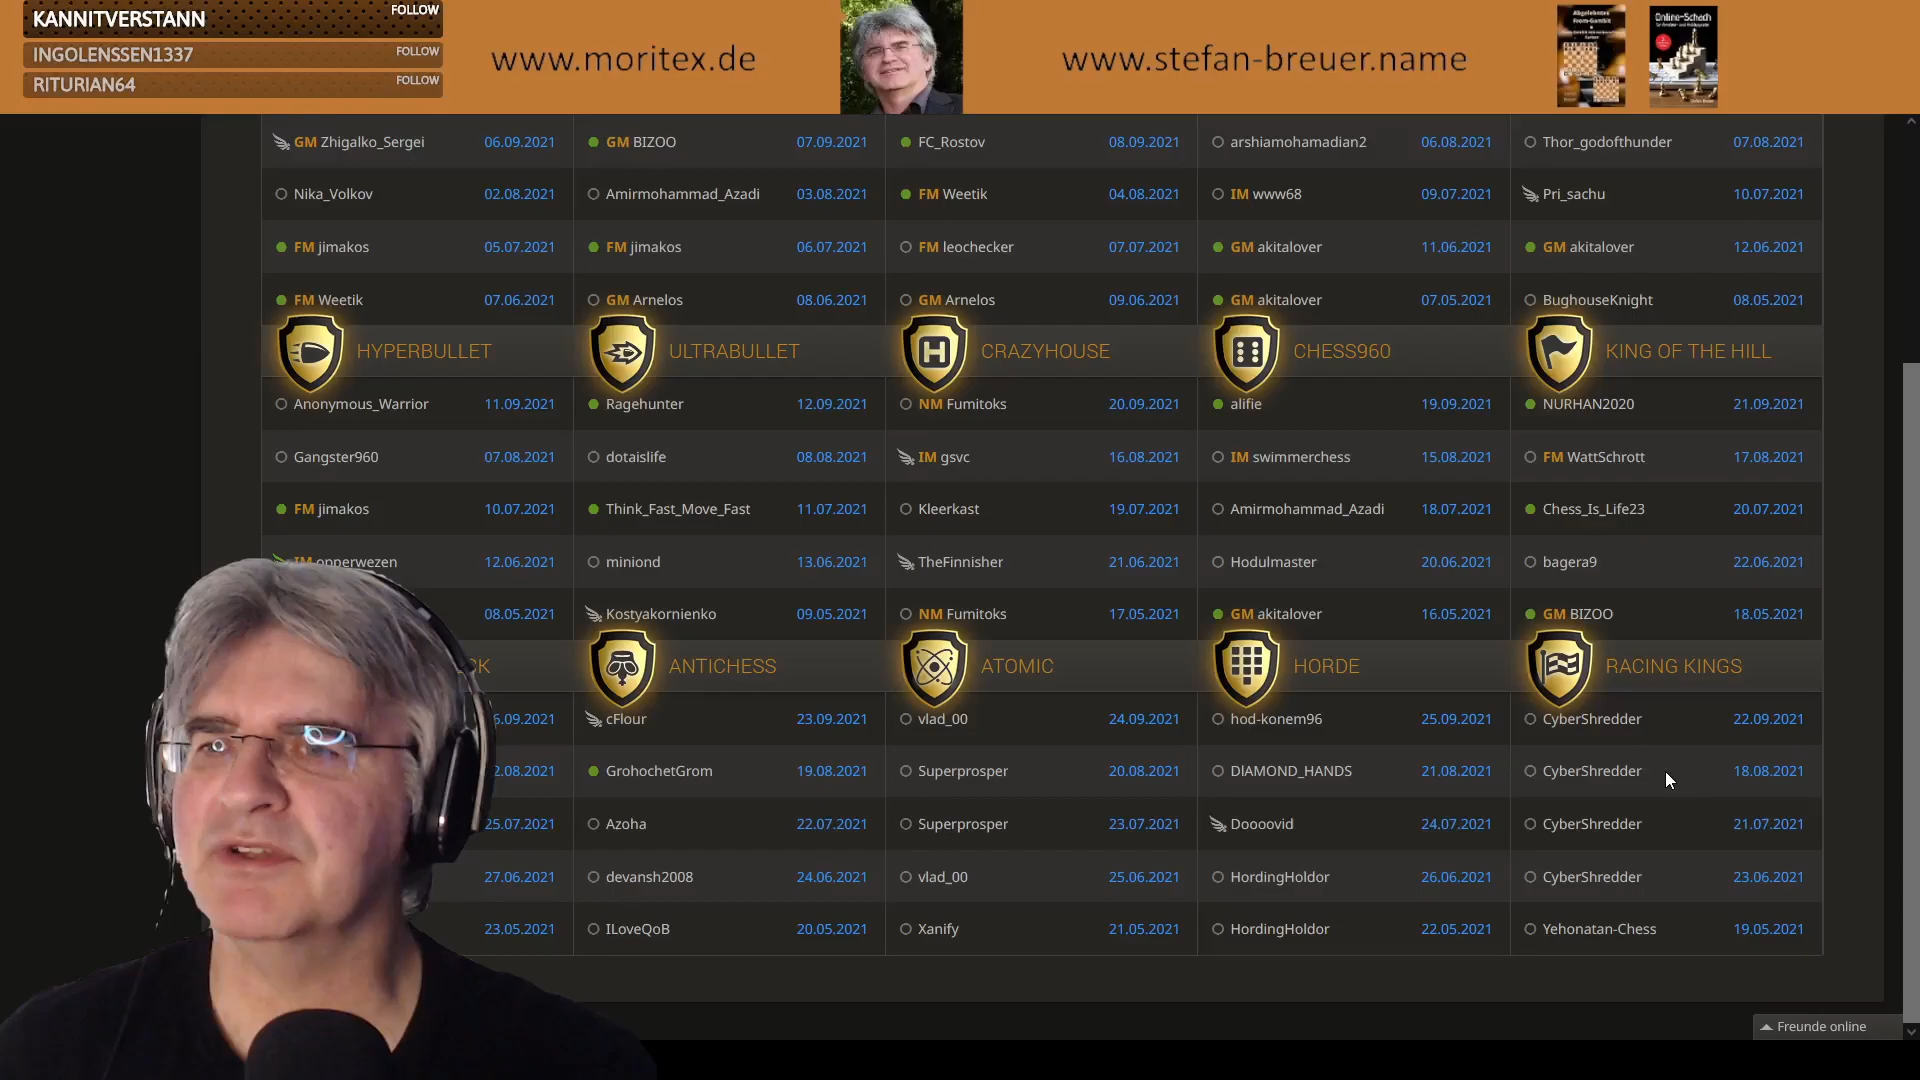 KANNITVERSTANN FOLLOW
INGOLENSSEN1337 FOLLOW
RITURIAN64 FOLLOW
www.moritex.de
www.stefan-breuer.name
Abgelehntes
Online-Schach
GM Zhigalko_Sergei 06.09.2021 GM BIZOO 07.09.2021 FC_Rostov 08.09.2021 arshiamohamadian2 06.08.2021 Thor_godofthunder 07.08.2021
Nika_Volkov 02.08.2021 Amirmohammad_Azadi 03.08.2021 FM Weetik 04.08.2021 IM www68 09.07.2021 Pri_sachu 10.07.2021
FM jimakos 05.07.2021 FM jimakos 06.07.2021 FM leochecker 07.07.2021 GM akitalover 11.06.2021 GM akitalover 12.06.2021
FM Weetik 07.06.2021 GM Arnelos 08.06.2021 GM Arnelos 09.06.2021 GM akitalover 07.05.2021 BughouseKnight 08.05.2021
HYPERBULLET ULTRABULLET CRAZYHOUSE CHESS960 KING OF THE HILL
Anonymous_Warrior 11.09.2021 Ragehunter 12.09.2021 NM Fumitoks 20.09.2021 alifie 19.09.2021 NURHAN2020 21.09.2021
Gangster960 07.08.2021 dotaislife 08.08.2021 IM gsvc 16.08.2021 IM swimmerchess 15.08.2021 FM WattSchrott 17.08.2021
FM jimakos 10.07.2021 Think_Fast_Move_Fast 11.07.2021 Kleerkast 19.07.2021 Amirmohammad_Azadi 18.07.2021 Chess_Is_Life23 20.07.2021
IM opperwezen 12.06.2021 miniond 13.06.2021 TheFinnisher 21.06.2021 Hodulmaster 20.06.2021 bagera9 22.06.2021
08.05.2021 Kostyakornienko 09.05.2021 NM Fumitoks 17.05.2021 GM akitalover 16.05.2021 GM BIZOO 18.05.2021
CK ANTICHESS ATOMIC HORDE RACING KINGS
6.09.2021 cFlour 23.09.2021 vlad_00 24.09.2021 hod-konem96 25.09.2021 CyberShredder 22.09.2021
2.08.2021 GrohochetGrom 19.08.2021 Superprosper 20.08.2021 DIAMOND_HANDS 21.08.2021 CyberShredder 18.08.2021
25.07.2021 Azoha 22.07.2021 Superprosper 23.07.2021 Doooovid 24.07.2021 CyberShredder 21.07.2021
27.06.2021 devansh2008 24.06.2021 vlad_00 25.06.2021 HordingHoldor 26.06.2021 CyberShredder 23.06.2021
23.05.2021 ILoveQoB 20.05.2021 Xanify 21.05.2021 HordingHoldor 22.05.2021 Yehonatan-Chess 19.05.2021
Freunde online